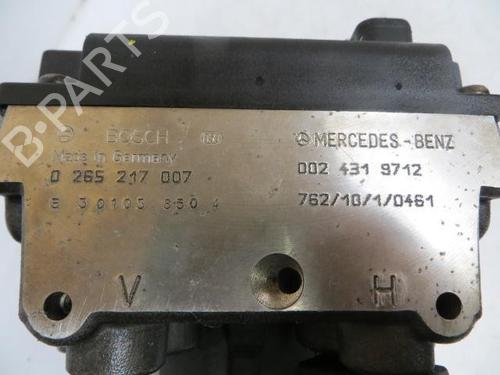 BOSCH
Made in Germany
0 265 217 007
MERCEDES-BENZ
002 431 9712
762/10/1/0461
V
H
B-PARTS